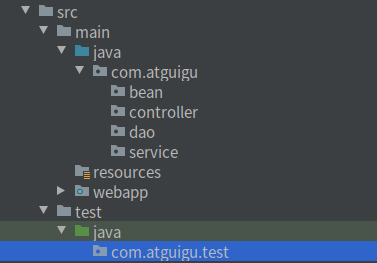 src
main
java
com.atguigu
bean
controller
dao
service
resources
webapp
test
java
com.atguigu.test